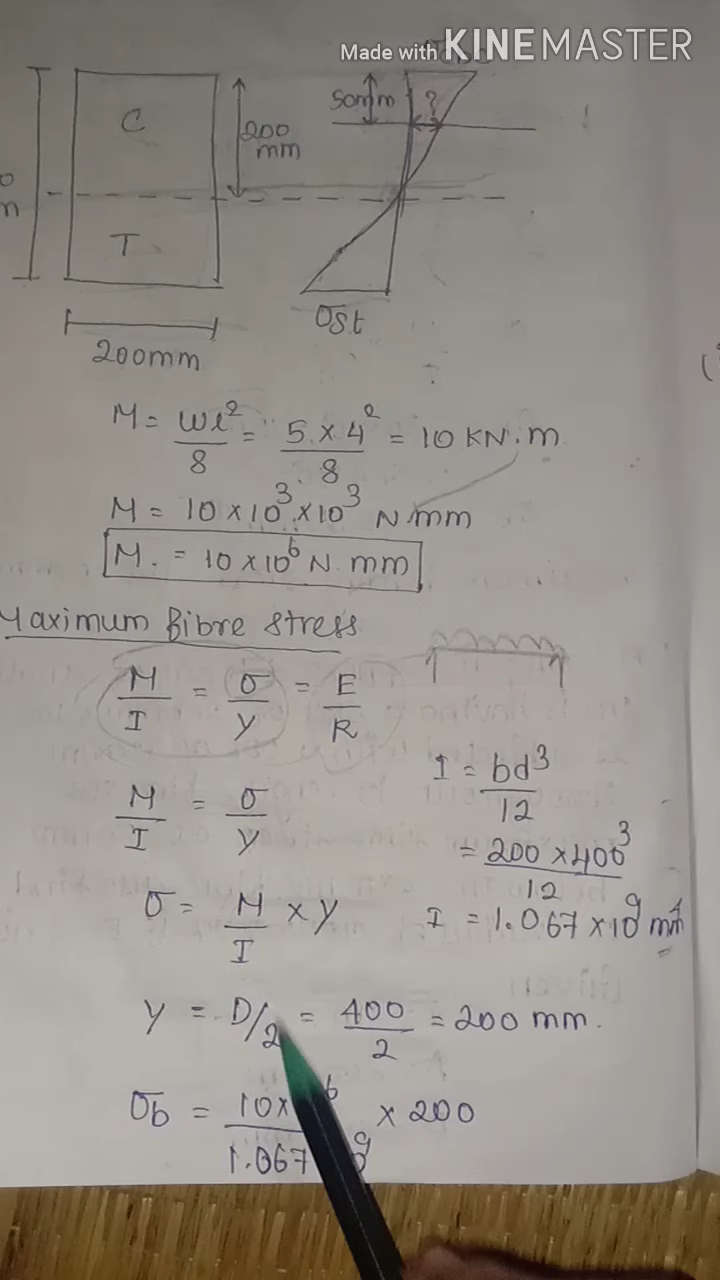 Made with KINEMASTER
50mm
?
C
200
mm
T
σst
200mm
M = wl²/8 = 5 × 4²/8 = 10 KN.m
M = 10 × 10³ × 10³ N mm
M. = 10 × 10⁶ N. mm
Maximum fibre stress
M/I = σ/y = E/R
I = bd³/12
M/I = σ/y
= 200 × 400³/12
σ = M/I × y
I = 1.067 × 10⁹ mm⁴
y = D/2 = 400/2 = 200 mm.
σb = 10× / 1.067 × 200